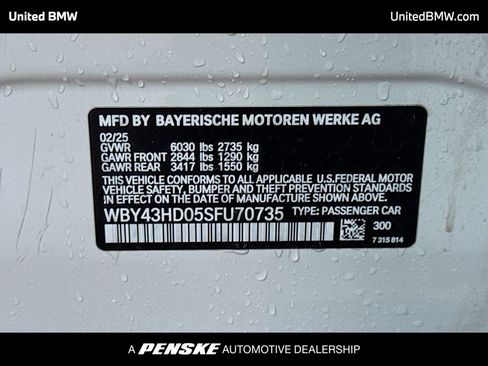 United BMW
UnitedBMW.com
MFD BY BAYERISCHE MOTOREN WERKE AG
02/25
GVWR 6030 lbs 2735 kg
GAWR FRONT 2844 lbs 1290 kg
GAWR REAR 3417 lbs 1550 kg
THIS VEHICLE CONFORMS TO ALL APPLICABLE U.S.FEDERAL MOTOR
VEHICLE SAFETY, BUMPER, AND THEFT PREVENTION STANDARDS
IN EFFECT ON THE DATE OF MANUFACTURE SHOWN ABOVE.
WBY43HD05SFU70735 TYPE: PASSENGER CAR
300
7 315 814
A PENSKE AUTOMOTIVE DEALERSHIP